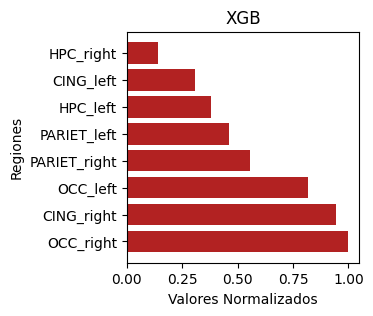 XGB
HPC_right
CING_left
HPC_left
PARIET_left
PARIET_right
OCC_left
CING_right
OCC_right
Regiones
0.00 0.25 0.50 0.75 1.00
Valores Normalizados